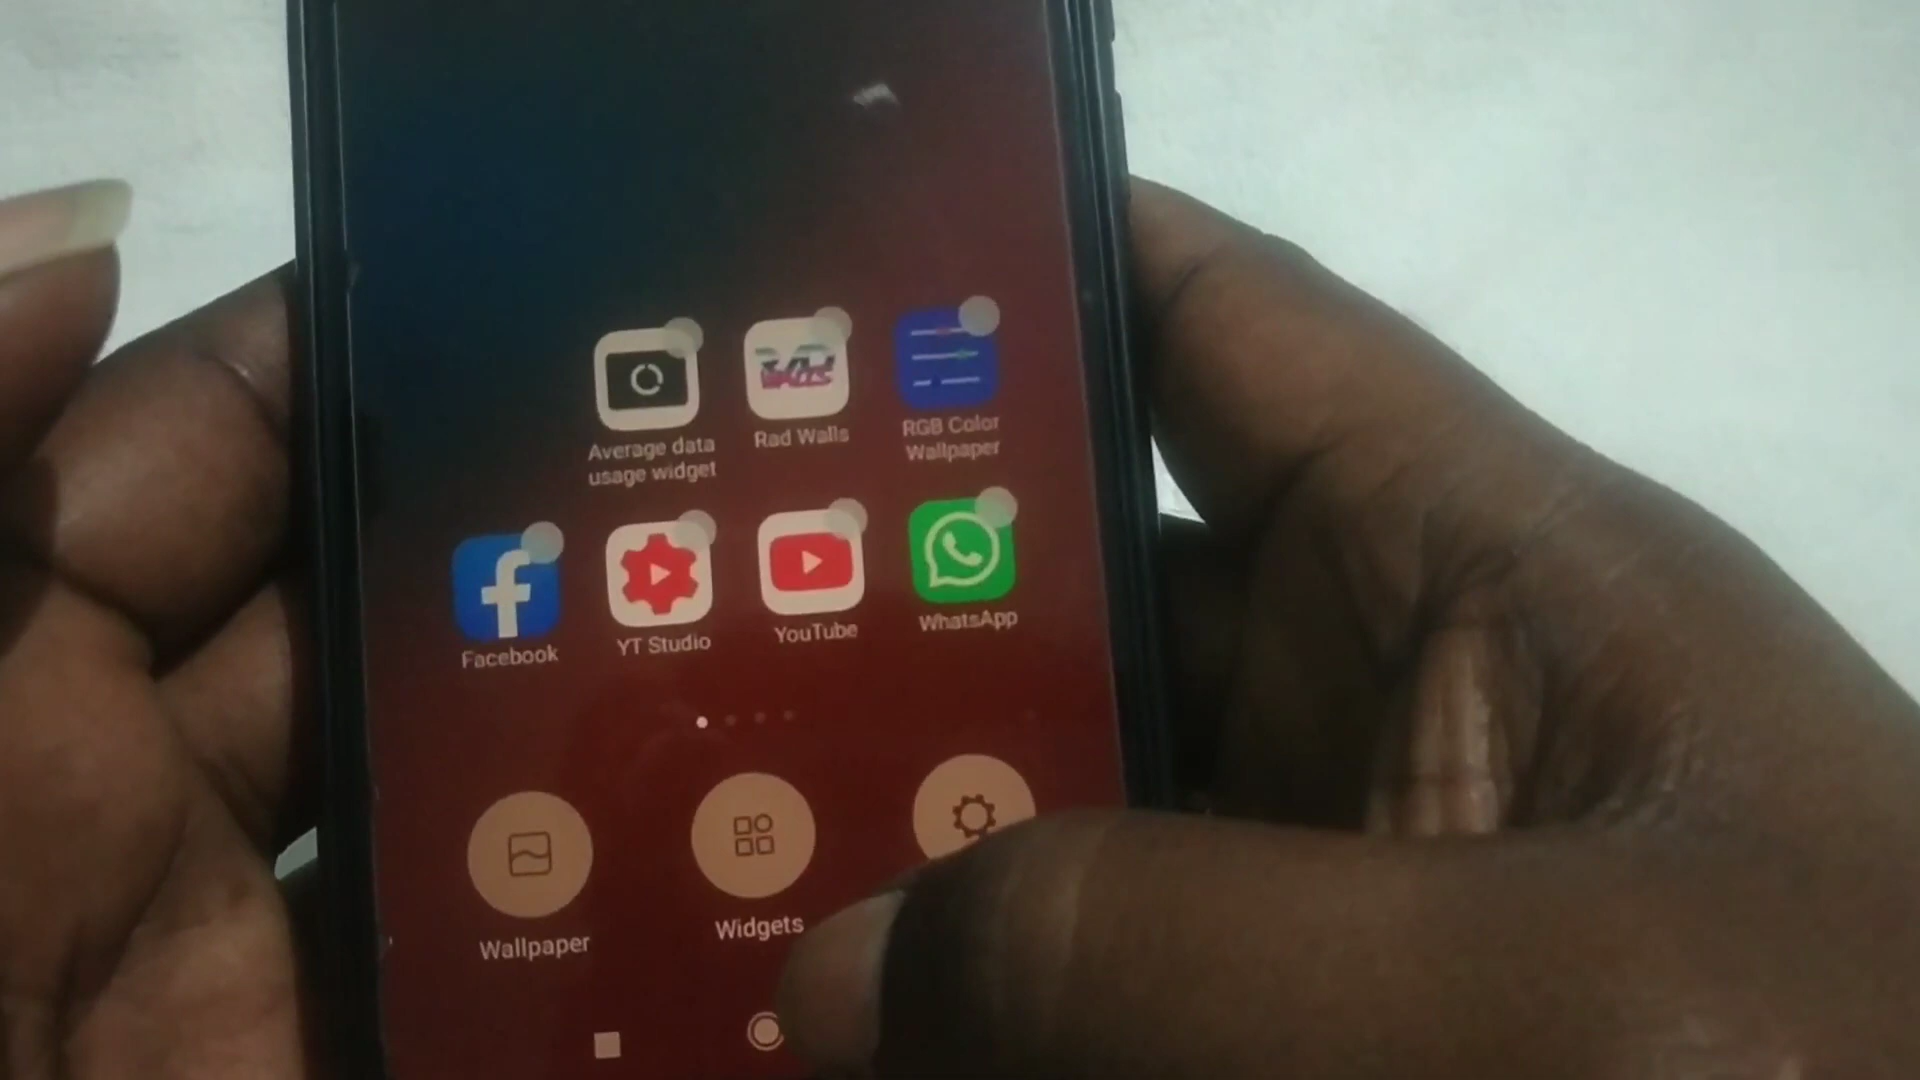 Average data
usage widget
Rad Walls
RGB Color
Wallpaper
Facebook
YT Studio
YouTube
WhatsApp
Wallpaper
Widgets